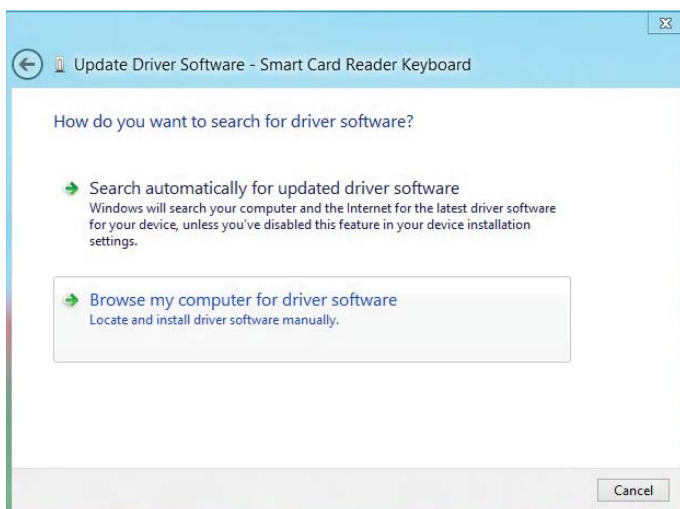 Update Driver Software - Smart Card Reader Keyboard
How do you want to search for driver software?
Search automatically for updated driver software
Windows will search your computer and the Internet for the latest driver software
for your device, unless you've disabled this feature in your device installation
settings.
Browse my computer for driver software
Locate and install driver software manually.
Cancel